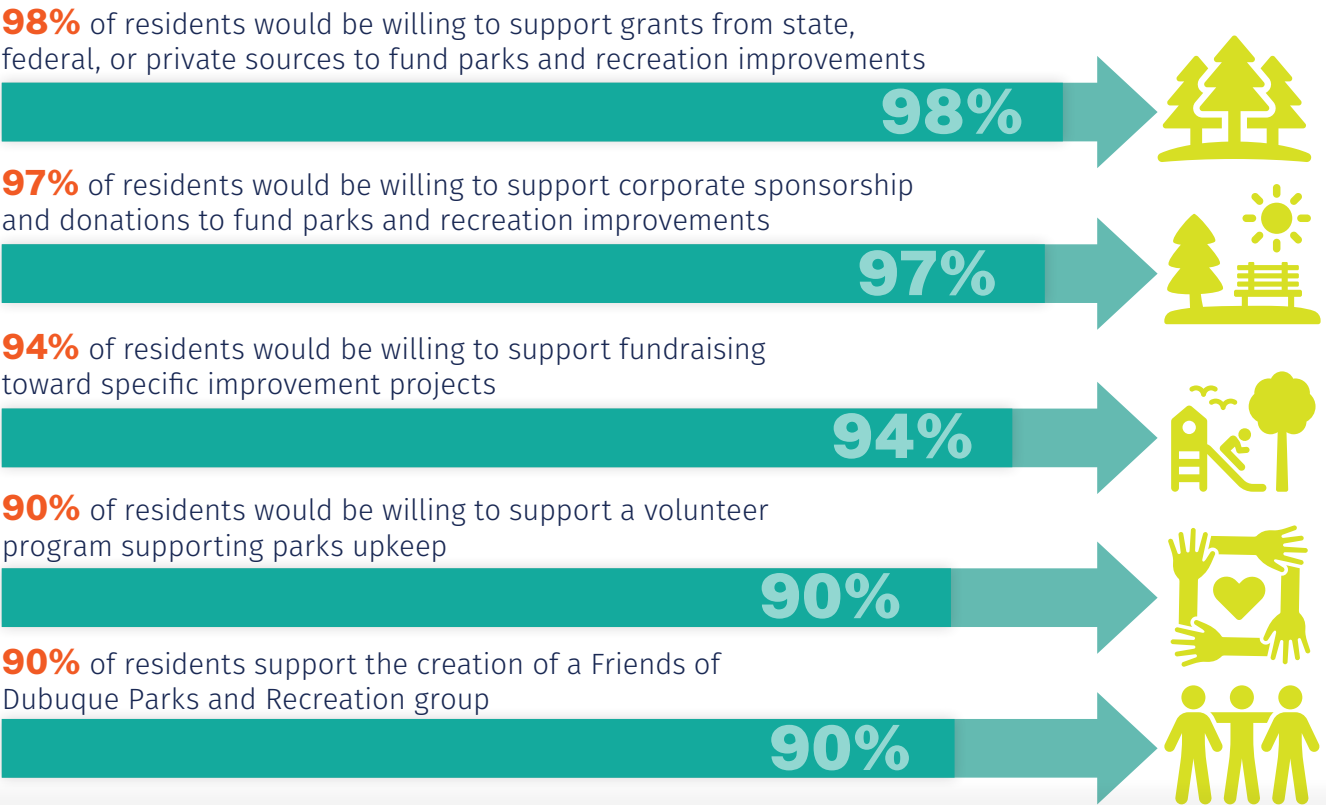 98% of residents would be willing to support grants from state,
federal, or private sources to fund parks and recreation improvements
98%
97% of residents would be willing to support corporate sponsorship
and donations to fund parks and recreation improvements
97%
94% of residents would be willing to support fundraising
toward specific improvement projects
94%
90% of residents would be willing to support a volunteer
program supporting parks upkeep
90%
90% of residents support the creation of a Friends of
Dubuque Parks and Recreation group
90%